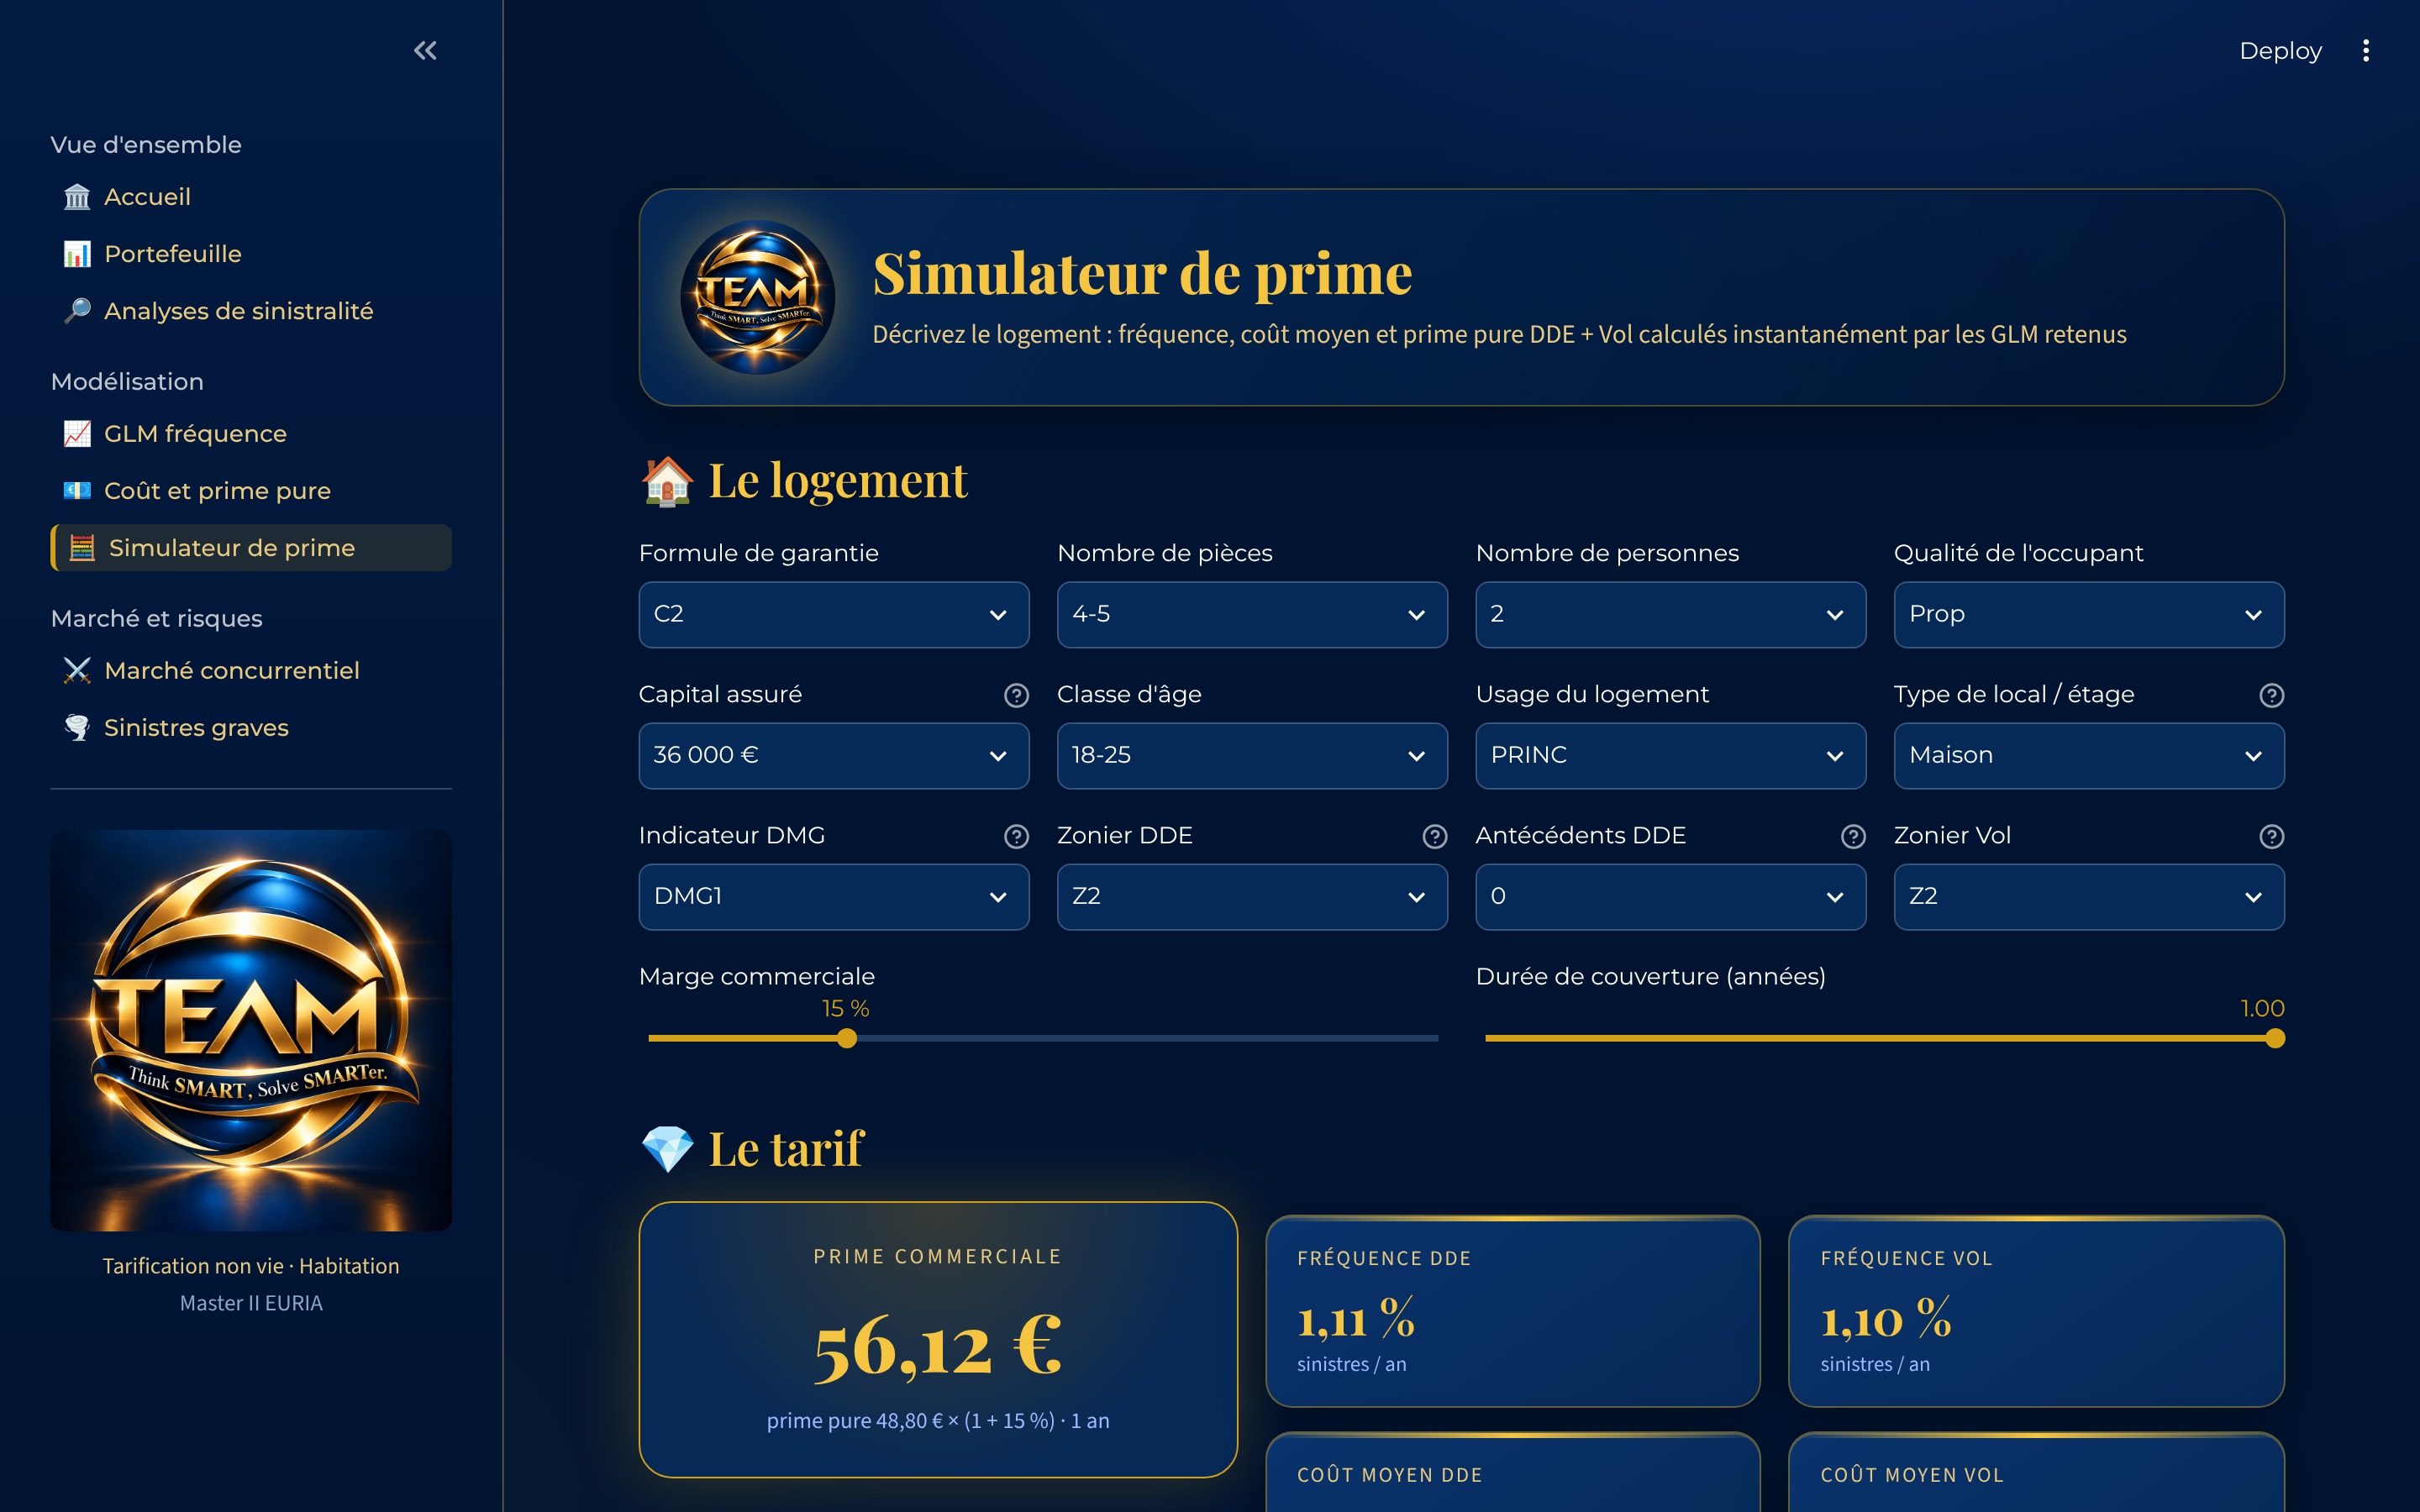 Deploy
Vue d'ensemble
Accueil
Portefeuille
Analyses de sinistralité
Modélisation
GLM fréquence
Coût et prime pure
Simulateur de prime
Marché et risques
Marché concurrentiel
Sinistres graves
TEAM
Think SMART, Solve SMARTer.
Tarification non vie · Habitation
Master II EURIA
TEAM
Think SMART, Solve SMARTer.
Simulateur de prime
Décrivez le logement : fréquence, coût moyen et prime pure DDE + Vol calculés instantanément par les GLM retenus
Le logement
Formule de garantie
C2
Nombre de pièces
4-5
Nombre de personnes
2
Qualité de l'occupant
Prop
Capital assuré
36 000 €
Classe d'âge
18-25
Usage du logement
PRINC
Type de local / étage
Maison
Indicateur DMG
DMG1
Zonier DDE
Z2
Antécédents DDE
0
Zonier Vol
Z2
Marge commerciale
15 %
Durée de couverture (années)
1.00
Le tarif
PRIME COMMERCIALE
56,12 €
prime pure 48,80 € × (1 + 15 %) · 1 an
FRÉQUENCE DDE
1,11 %
sinistres / an
FRÉQUENCE VOL
1,10 %
sinistres / an
COÛT MOYEN DDE
COÛT MOYEN VOL